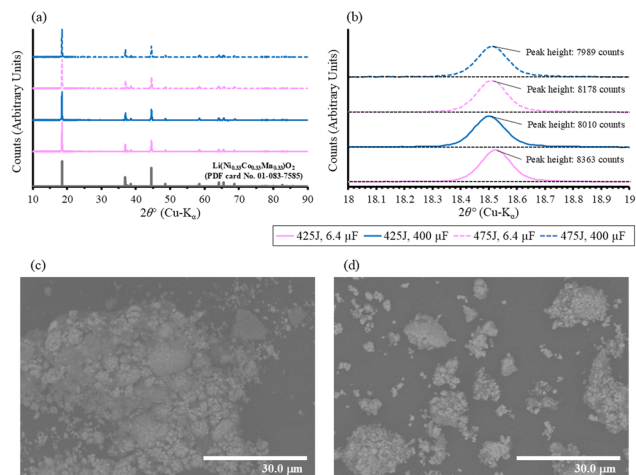 (a)
Counts (Arbitrary Units)
Li(Ni0.33Co0.33Mn0.33)O2
(PDF card No. 01-083-7585)
10 20 30 40 50 60 70 80 90
2θ° (Cu-Kα)
(b)
Counts (Arbitrary Units)
Peak height: 7989 counts
Peak height: 8178 counts
Peak height: 8010 counts
Peak height: 8363 counts
18 18.1 18.2 18.3 18.4 18.5 18.6 18.7 18.8 18.9 19
2θ° (Cu-Kα)
425J, 6.4 μF 425J, 400 μF 475J, 6.4 μF 475J, 400 μF
(c)
30.0 μm
(d)
30.0 μm